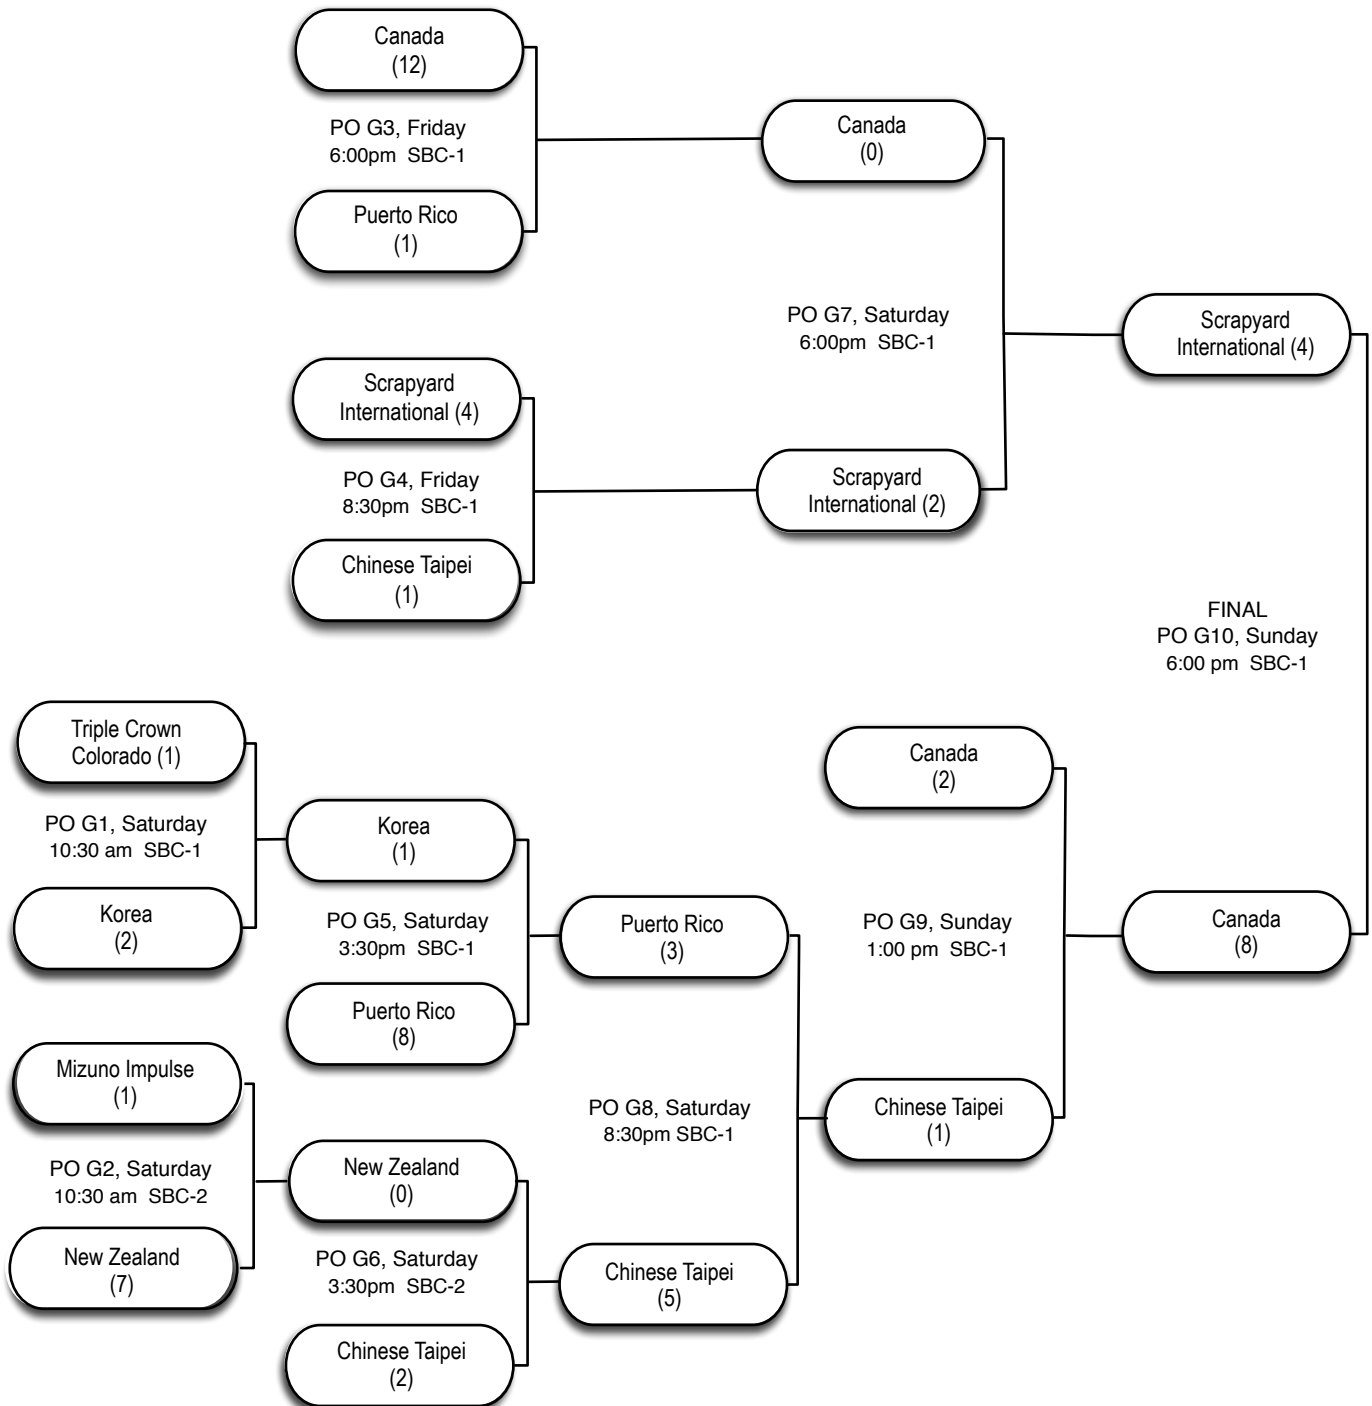 Canada
(12)
PO G3, Friday
6:00pm SBC-1
Puerto Rico
(1)
Canada
(0)
PO G7, Saturday
6:00pm SBC-1
Scrapyard
International (4)
PO G4, Friday
8:30pm SBC-1
Chinese Taipei
(1)
Scrapyard
International (2)
Scrapyard
International (4)
FINAL
PO G10, Sunday
6:00 pm SBC-1
Triple Crown
Colorado (1)
PO G1, Saturday
10:30 am SBC-1
Korea
(2)
Korea
(1)
PO G5, Saturday
3:30pm SBC-1
Puerto Rico
(8)
Puerto Rico
(3)
Canada
(2)
PO G9, Sunday
1:00 pm SBC-1
Canada
(8)
Mizuno Impulse
(1)
PO G2, Saturday
10:30 am SBC-2
New Zealand
(7)
New Zealand
(0)
PO G6, Saturday
3:30pm SBC-2
Chinese Taipei
(2)
PO G8, Saturday
8:30pm SBC-1
Chinese Taipei
(5)
Chinese Taipei
(1)